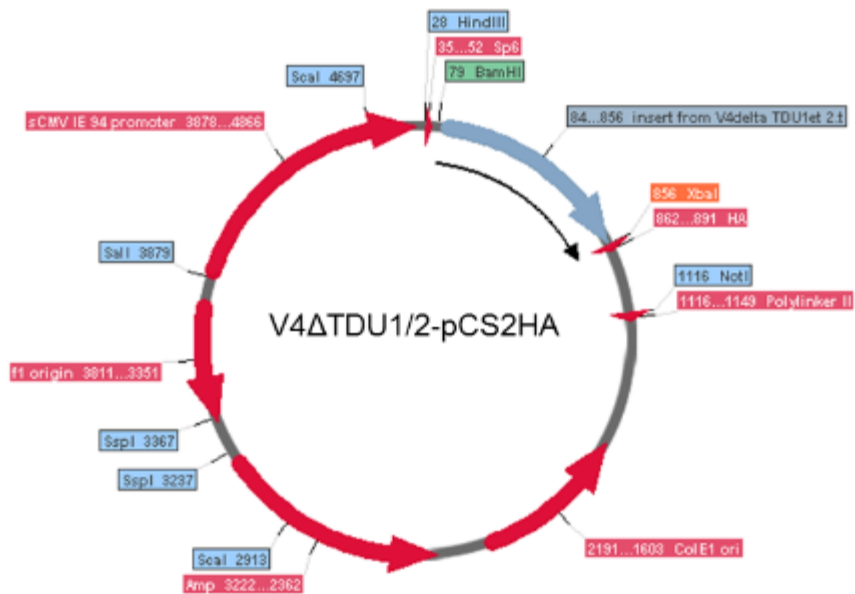 28 HindIII
35...52 Sp6
79 BamHI
ScaI 4697
sCMV IE 94 promoter 3878...4866
84...856 insert from V4delta TDU1et 2.t
856 XbaI
862...891 HA
SalI 3879
1116 NotI
1116...1149 Polylinker II
V4ΔTDU1/2-pCS2HA
f1 origin 3811...3351
SspI 3367
SspI 3237
ScaI 2913
Amp 3222...2362
2191...1603 ColE1 ori